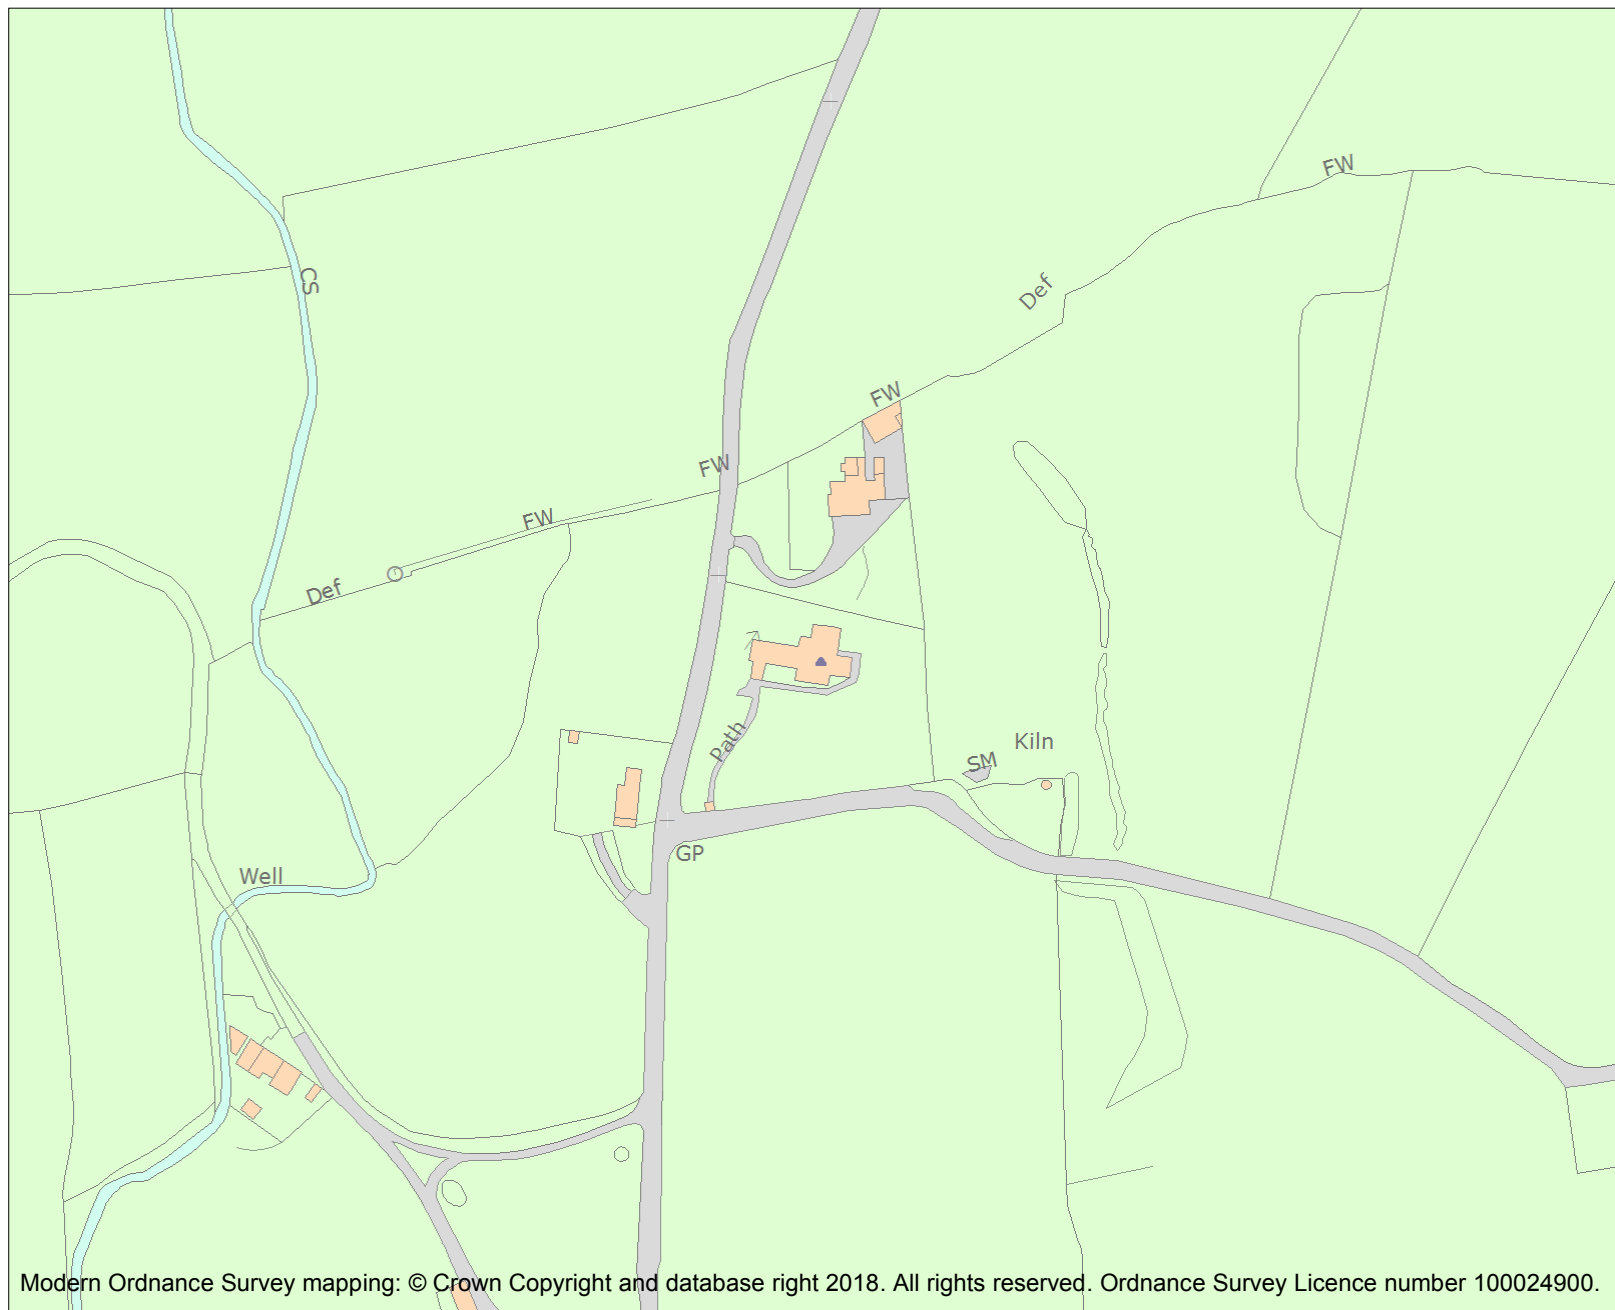 FW
CS
Def
FW
FW
FW
Def
Path
Kiln
SM
GP
Well
Modern Ordnance Survey mapping: © Crown Copyright and database right 2018. All rights reserved. Ordnance Survey Licence number 100024900.